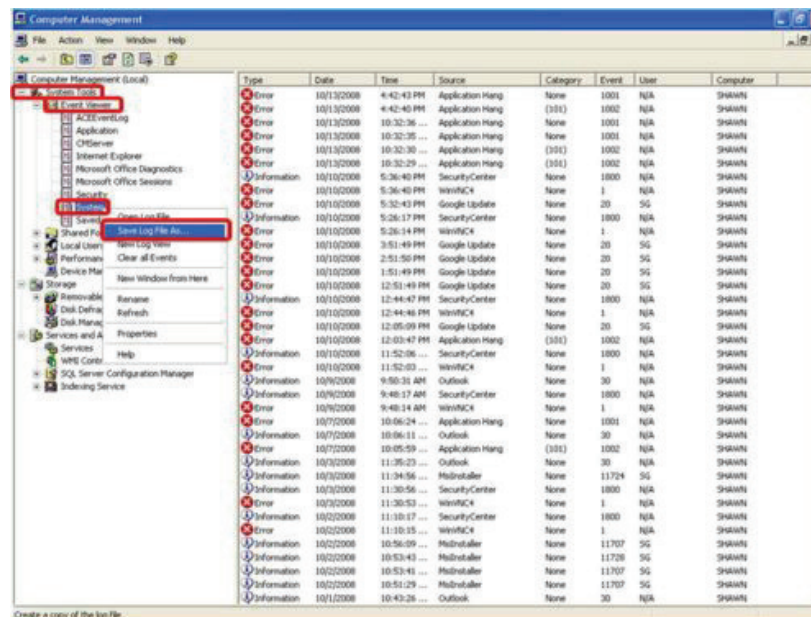 Computer Management
File Action View Window Help
Computer Management (Local)
System Tools
Event Viewer
ACEEventLog
Application
CMServer
Internet Explorer
Microsoft Office Diagnostics
Microsoft Office Sessions
Security
System
Saved
Shared Fo
Local Users
Performan
Device Man
Storage
Removable
Disk Defrag
Disk Manag
Services and A
Services
WMI Contr
SQL Server Configuration Manager
Indexing Service
Open Log File...
Save Log File As...
New Log View
Clear all Events
New Window from Here
Rename
Refresh
Properties
Help
Type Date Time Source Category Event User Computer
Error 10/13/2008 4:42:43 PM Application Hang None 1001 N/A SHAWN
Error 10/13/2008 4:42:40 PM Application Hang (101) 1002 N/A SHAWN
Error 10/13/2008 10:32:36 ... Application Hang None 1001 N/A SHAWN
Error 10/13/2008 10:32:35 ... Application Hang None 1001 N/A SHAWN
Error 10/13/2008 10:32:30 ... Application Hang (101) 1002 N/A SHAWN
Error 10/13/2008 10:32:29 ... Application Hang (101) 1002 N/A SHAWN
Information 10/10/2008 5:36:40 PM SecurityCenter None 1800 N/A SHAWN
Error 10/10/2008 5:36:40 PM WinVNC4 None 1 N/A SHAWN
Error 10/10/2008 5:32:43 PM Google Update None 20 SG SHAWN
Information 10/10/2008 5:26:17 PM SecurityCenter None 1800 N/A SHAWN
Error 10/10/2008 5:26:14 PM WinVNC4 None 1 N/A SHAWN
Error 10/10/2008 3:51:49 PM Google Update None 20 SG SHAWN
Error 10/10/2008 2:51:50 PM Google Update None 20 SG SHAWN
Error 10/10/2008 1:51:49 PM Google Update None 20 SG SHAWN
Error 10/10/2008 12:51:49 PM Google Update None 20 SG SHAWN
Information 10/10/2008 12:44:47 PM SecurityCenter None 1800 N/A SHAWN
Error 10/10/2008 12:44:46 PM WinVNC4 None 1 N/A SHAWN
Error 10/10/2008 12:05:09 PM Google Update None 20 SG SHAWN
Error 10/10/2008 12:03:47 PM Application Hang (101) 1002 N/A SHAWN
Information 10/10/2008 11:52:06 ... SecurityCenter None 1800 N/A SHAWN
Error 10/10/2008 11:52:03 ... WinVNC4 None 1 N/A SHAWN
Information 10/9/2008 9:50:31 AM Outlook None 30 N/A SHAWN
Information 10/9/2008 9:48:17 AM SecurityCenter None 1800 N/A SHAWN
Error 10/9/2008 9:48:14 AM WinVNC4 None 1 N/A SHAWN
Error 10/7/2008 10:06:24 ... Application Hang None 1001 N/A SHAWN
Information 10/7/2008 10:06:11 ... Outlook None 30 N/A SHAWN
Error 10/7/2008 10:05:59 ... Application Hang (101) 1002 N/A SHAWN
Information 10/3/2008 11:35:23 ... Outlook None 30 N/A SHAWN
Information 10/3/2008 11:34:56 ... MsiInstaller None 11724 SG SHAWN
Information 10/3/2008 11:30:56 ... SecurityCenter None 1800 N/A SHAWN
Error 10/3/2008 11:30:53 ... WinVNC4 None 1 N/A SHAWN
Information 10/2/2008 11:10:17 ... SecurityCenter None 1800 N/A SHAWN
Error 10/2/2008 11:10:15 ... WinVNC4 None 1 N/A SHAWN
Information 10/2/2008 10:56:09 ... MsiInstaller None 11707 SG SHAWN
Information 10/2/2008 10:53:43 ... MsiInstaller None 11728 SG SHAWN
Information 10/2/2008 10:53:41 ... MsiInstaller None 11707 SG SHAWN
Information 10/2/2008 10:51:29 ... MsiInstaller None 11707 SG SHAWN
Information 10/1/2008 10:43:26 ... Outlook None 30 N/A SHAWN
Create a copy of the log file